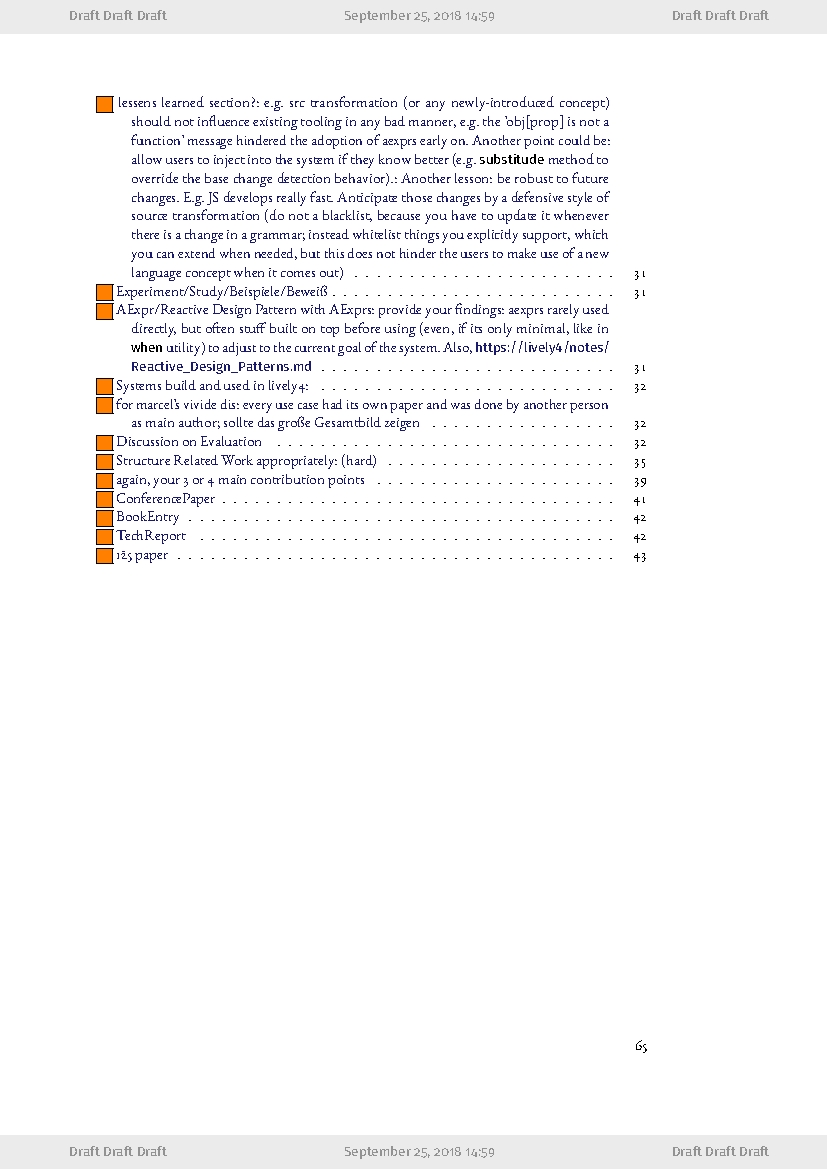 Draft Draft Draft September 25, 2018 14:59 Draft Draft Draft
lessens learned section?: e.g. src transformation (or any newly-introduced concept)
should not influence existing tooling in any bad manner, e.g. the 'obj[prop] is not a
function' message hindered the adoption of aexprs early on. Another point could be:
allow users to inject into the system if they know better (e.g. substitude method to
override the base change detection behavior).: Another lesson: be robust to future
changes. E.g. JS develops really fast. Anticipate those changes by a defensive style of
source transformation (do not a blacklist, because you have to update it whenever
there is a change in a grammar; instead whitelist things you explicitly support, which
you can extend when needed, but this does not hinder the users to make use of a new
language concept when it comes out) . . . . . . . . . . . . . . . . . . . . . . . . 31
Experiment/Study/Beispiele/Beweiß . . . . . . . . . . . . . . . . . . . . . . . . . . 31
AExpr/Reactive Design Pattern with AExprs: provide your findings: aexprs rarely used
directly, but often stuff built on top before using (even, if its only minimal, like in
when utility) to adjust to the current goal of the system. Also, https://lively4/notes/
Reactive_Design_Patterns.md . . . . . . . . . . . . . . . . . . . . . . . . . . . 31
Systems build and used in lively4: . . . . . . . . . . . . . . . . . . . . . . . . . . . 32
for marcel's vivide dis: every use case had its own paper and was done by another person
as main author; sollte das große Gesamtbild zeigen . . . . . . . . . . . . . . . . . 32
Discussion on Evaluation . . . . . . . . . . . . . . . . . . . . . . . . . . . . . . . 32
Structure Related Work appropriately: (hard) . . . . . . . . . . . . . . . . . . . . . 35
again, your 3 or 4 main contribution points . . . . . . . . . . . . . . . . . . . . . . 39
ConferencePaper . . . . . . . . . . . . . . . . . . . . . . . . . . . . . . . . . . . . 41
BookEntry . . . . . . . . . . . . . . . . . . . . . . . . . . . . . . . . . . . . . . . 42
TechReport . . . . . . . . . . . . . . . . . . . . . . . . . . . . . . . . . . . . . . 42
125 paper . . . . . . . . . . . . . . . . . . . . . . . . . . . . . . . . . . . . . . . . 43
65
Draft Draft Draft September 25, 2018 14:59 Draft Draft Draft